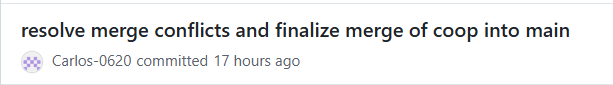 resolve merge conflicts and finalize merge of coop into main
Carlos-0620 committed 17 hours ago